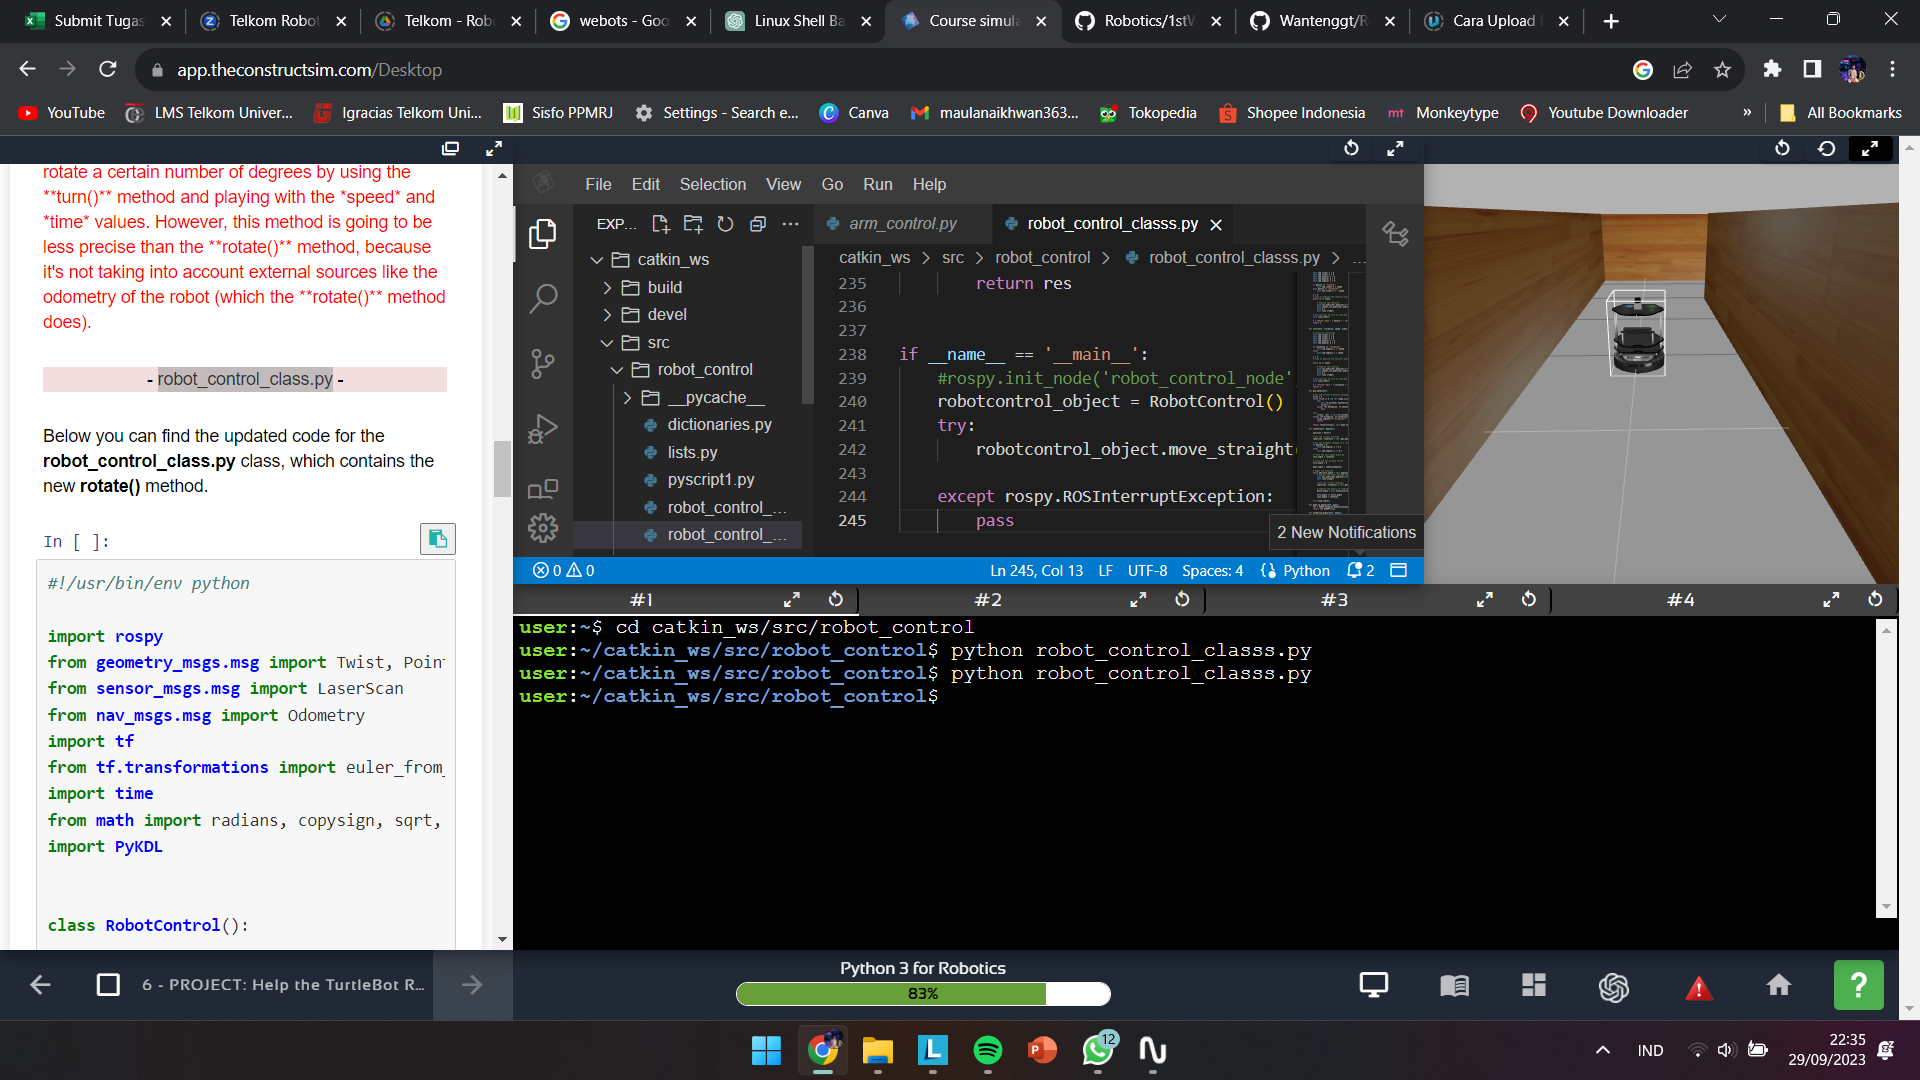 Submit Tugas
Telkom Robot
Telkom - Rob
webots - Goo
Linux Shell Ba
Course simula
Robotics/1stV
Wantenggt/R
Cara Upload
app.theconstructsim.com/Desktop
YouTube
LMS Telkom Univer...
Igracias Telkom Uni...
Sisfo PPMRJ
Settings - Search e...
Canva
maulanaikhwan363...
Tokopedia
Shopee Indonesia
mt Monkeytype
Youtube Downloader
»
All Bookmarks
rotate a certain number of degrees by using the
**turn()** method and playing with the *speed* and
*time* values. However, this method is going to be
less precise than the **rotate()** method, because
it's not taking into account external sources like the
odometry of the robot (which the **rotate()** method
does).
- robot_control_class.py -
Below you can find the updated code for the
robot_control_class.py class, which contains the
new rotate() method.
In [ ]:
#!/usr/bin/env python
import rospy
from geometry_msgs.msg import Twist, Poin
from sensor_msgs.msg import LaserScan
from nav_msgs.msg import Odometry
import tf
from tf.transformations import euler_from_
import time
from math import radians, copysign, sqrt,
import PyKDL
class RobotControl():
File Edit Selection View Go Run Help
EXP...
catkin_ws
build
devel
src
robot_control
__pycache__
dictionaries.py
lists.py
pyscript1.py
robot_control_...
robot_control_...
arm_control.py
robot_control_classs.py
catkin_ws > src > robot_control > robot_control_classs.py > ...
235 return res
236
237
238 if __name__ == '__main__':
239 #rospy.init_node('robot_control_node'
240 robotcontrol_object = RobotControl()
241 try:
242 robotcontrol_object.move_straight(
243
244 except rospy.ROSInterruptException:
245 pass
2 New Notifications
0 0
Ln 245, Col 13 LF UTF-8 Spaces: 4 Python 2
#1
#2
#3
#4
user:~$ cd catkin_ws/src/robot_control
user:~/catkin_ws/src/robot_control$ python robot_control_classs.py
user:~/catkin_ws/src/robot_control$ python robot_control_classs.py
user:~/catkin_ws/src/robot_control$
6 - PROJECT: Help the TurtleBot R...
Python 3 for Robotics
83%
?
L
P
12
IND
22:35
29/09/2023